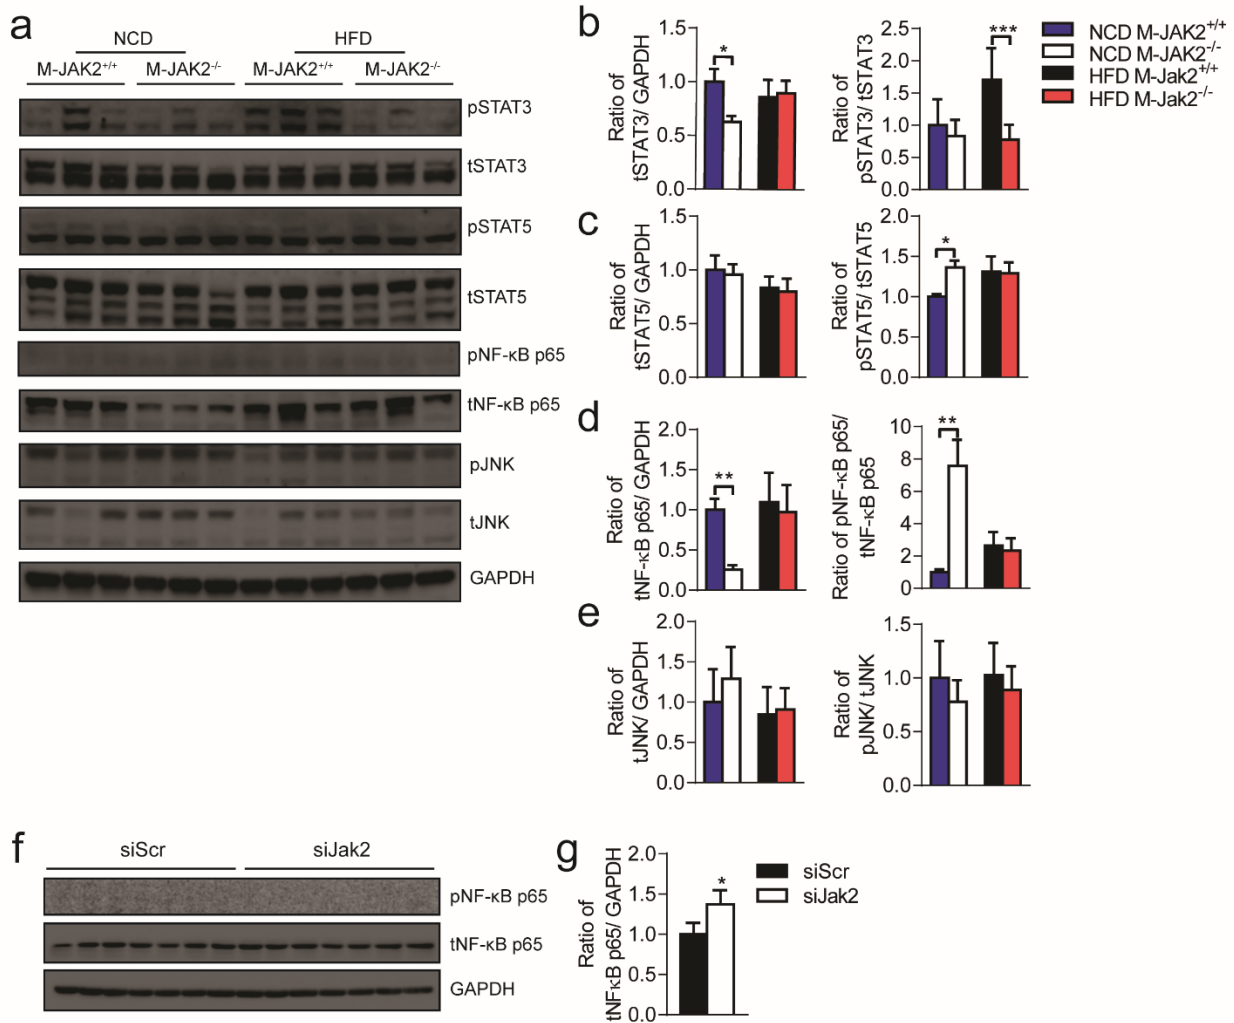 a
NCD
HFD
M-JAK2+/+
M-JAK2-/-
M-JAK2+/+
M-JAK2-/-
pSTAT3
tSTAT3
pSTAT5
tSTAT5
pNF-κB p65
tNF-κB p65
pJNK
tJNK
GAPDH
b
Ratio of
tSTAT3/ GAPDH
1.5
1.0
0.5
0.0
*
Ratio of
pSTAT3/ tSTAT3
2.5
2.0
1.5
1.0
0.5
0.0
***
NCD M-JAK2+/+
NCD M-JAK2-/-
HFD M-Jak2+/+
HFD M-Jak2-/-
c
Ratio of
tSTAT5/ GAPDH
1.5
1.0
0.5
0.0
Ratio of
pSTAT5/ tSTAT5
2.0
1.5
1.0
0.5
0.0
*
d
Ratio of
tNF-κB p65/ GAPDH
2.0
1.5
1.0
0.5
0.0
**
Ratio of pNF-κB p65/
tNF-κB p65
10
8
6
4
2
0
**
e
Ratio of
tJNK/ GAPDH
2.0
1.5
1.0
0.5
0.0
Ratio of
pJNK/ tJNK
1.5
1.0
0.5
0.0
f
siScr
siJak2
pNF-κB p65
tNF-κB p65
GAPDH
g
Ratio of
tNFκB p65/ GAPDH
2.0
1.5
1.0
0.5
0.0
*
siScr
siJak2